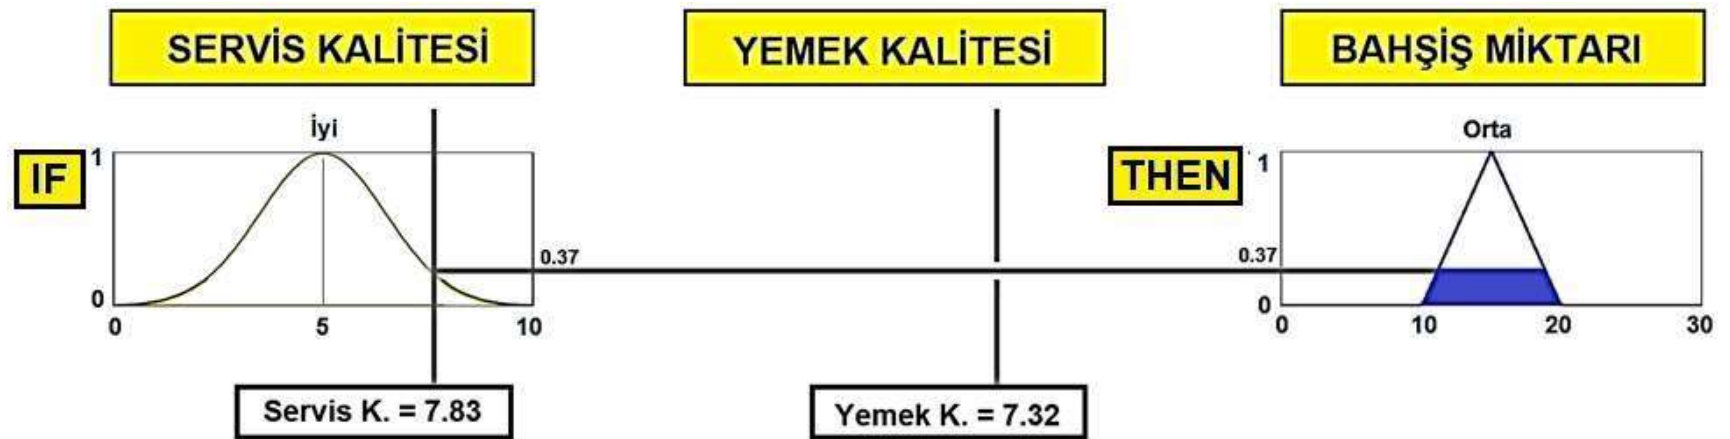 SERVİS KALİTESİ
YEMEK KALİTESİ
BAHŞİŞ MİKTARI
IF
İyi
1
0
0
5
10
0.37
THEN
Orta
1
0.37
0
0
10
20
30
Servis K. = 7.83
Yemek K. = 7.32